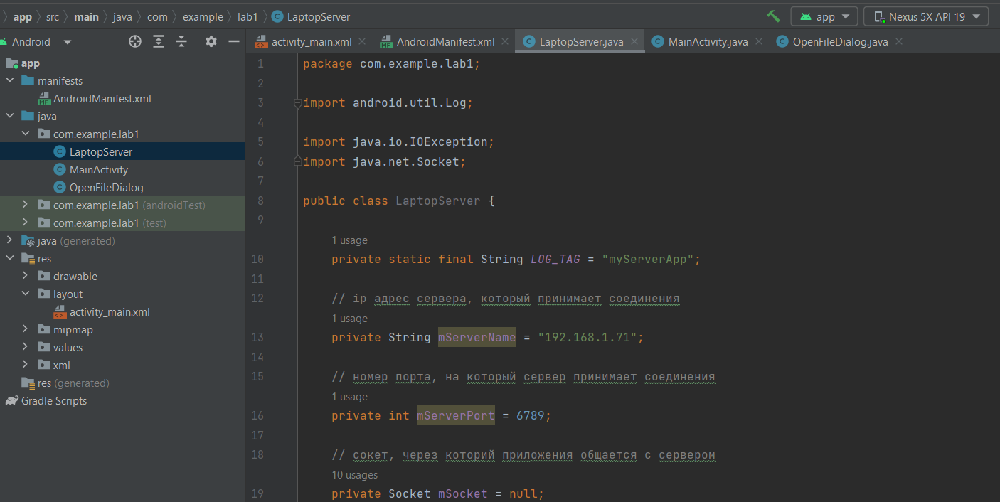 app src main java com example lab1 LaptopServer app Nexus 5X API 19
Android activity_main.xml AndroidManifest.xml LaptopServer.java MainActivity.java OpenFileDialog.java
app
manifests
AndroidManifest.xml
java
com.example.lab1
LaptopServer
MainActivity
OpenFileDialog
com.example.lab1 (androidTest)
com.example.lab1 (test)
java (generated)
res
drawable
layout
activity_main.xml
mipmap
values
xml
res (generated)
Gradle Scripts
1 package com.example.lab1;
2
3 import android.util.Log;
4
5 import java.io.IOException;
6 import java.net.Socket;
7
8 public class LaptopServer {
9
1 usage
10 private static final String LOG_TAG = "myServerApp";
11
12 // ip адрес сервера, который принимает соединения
1 usage
13 private String mServerName = "192.168.1.71";
14
15 // номер порта, на который сервер принимает соединения
1 usage
16 private int mServerPort = 6789;
17
18 // сокет, через которий приложения общается с сервером
10 usages
19 private Socket mSocket = null;